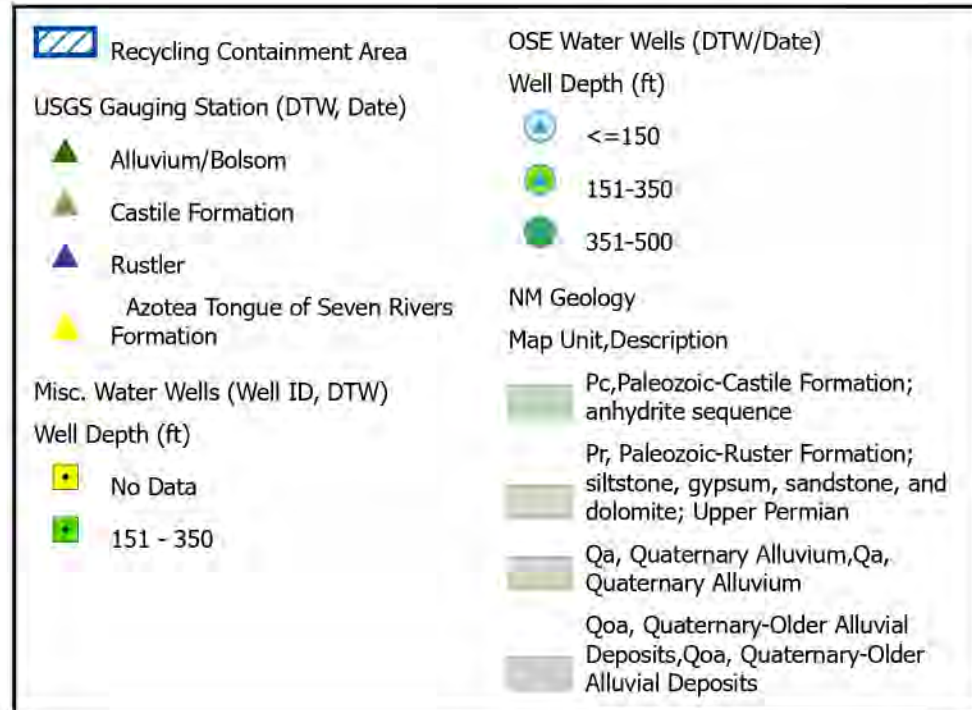 Recycling Containment Area
USGS Gauging Station (DTW, Date)
Alluvium/Bolsom
Castile Formation
Rustler
Azotea Tongue of Seven Rivers
Formation
Misc. Water Wells (Well ID, DTW)
Well Depth (ft)
No Data
151 - 350
OSE Water Wells (DTW/Date)
Well Depth (ft)
<=150
151-350
351-500
NM Geology
Map Unit,Description
Pc,Paleozoic-Castile Formation;
anhydrite sequence
Pr, Paleozoic-Ruster Formation;
siltstone, gypsum, sandstone, and
dolomite; Upper Permian
Qa, Quaternary Alluvium,Qa,
Quaternary Alluvium
Qoa, Quaternary-Older Alluvial
Deposits,Qoa, Quaternary-Older
Alluvial Deposits